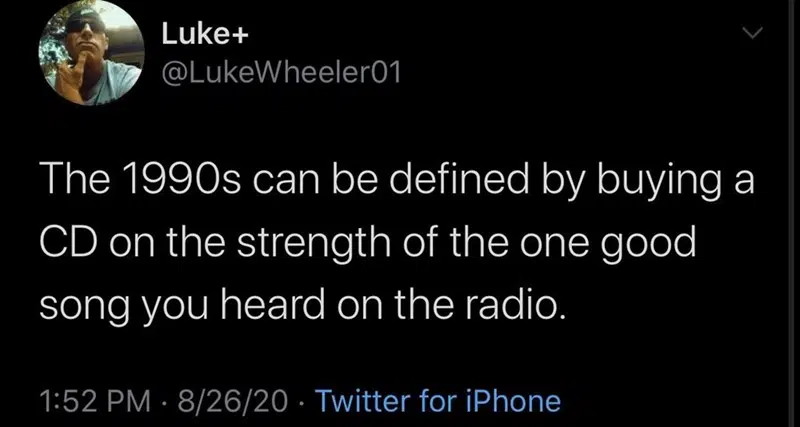 Luke+
@LukeWheeler01
The 1990s can be defined by buying a
CD on the strength of the one good
song you heard on the radio.
1:52 PM · 8/26/20 · Twitter for iPhone